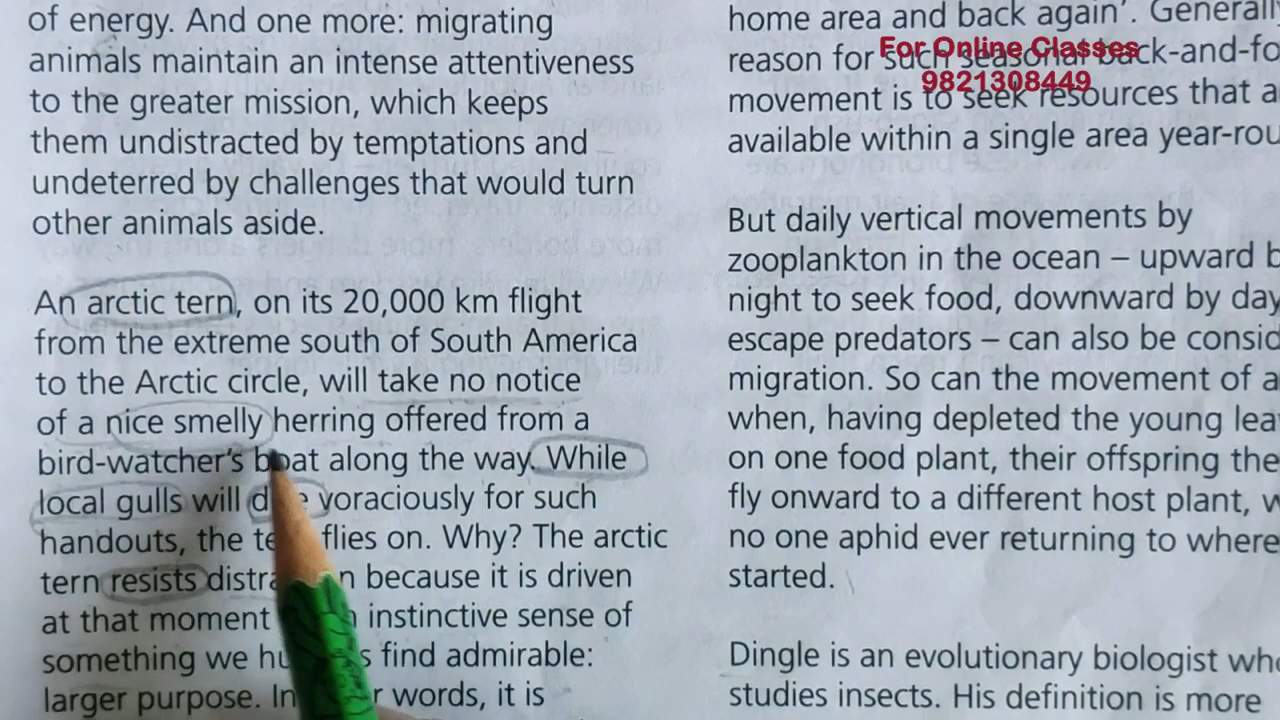 of energy. And one more: migrating
animals maintain an intense attentiveness
to the greater mission, which keeps
them undistracted by temptations and
undeterred by challenges that would turn
other animals aside.
An arctic tern, on its 20,000 km flight
from the extreme south of South America
to the Arctic circle, will take no notice
of a nice smelly herring offered from a
bird-watcher's boat along the way. While
local gulls will voraciously for such
handouts, the flies on. Why? The arctic
tern resists because it is driven
at that moment instinctive sense of
something we find admirable:
larger purpose. words, it is
home area and back again'. Generally
reason for such seasonal back-and-fo
movement is to seek resources that a
available within a single area year-rou
But daily vertical movements by
zooplankton in the ocean – upward b
night to seek food, downward by day
escape predators – can also be consid
migration. So can the movement of a
when, having depleted the young lea
on one food plant, their offspring the
fly onward to a different host plant, w
no one aphid ever returning to where
started.
Dingle is an evolutionary biologist who
studies insects. His definition is more
For Online Classes
9821308449